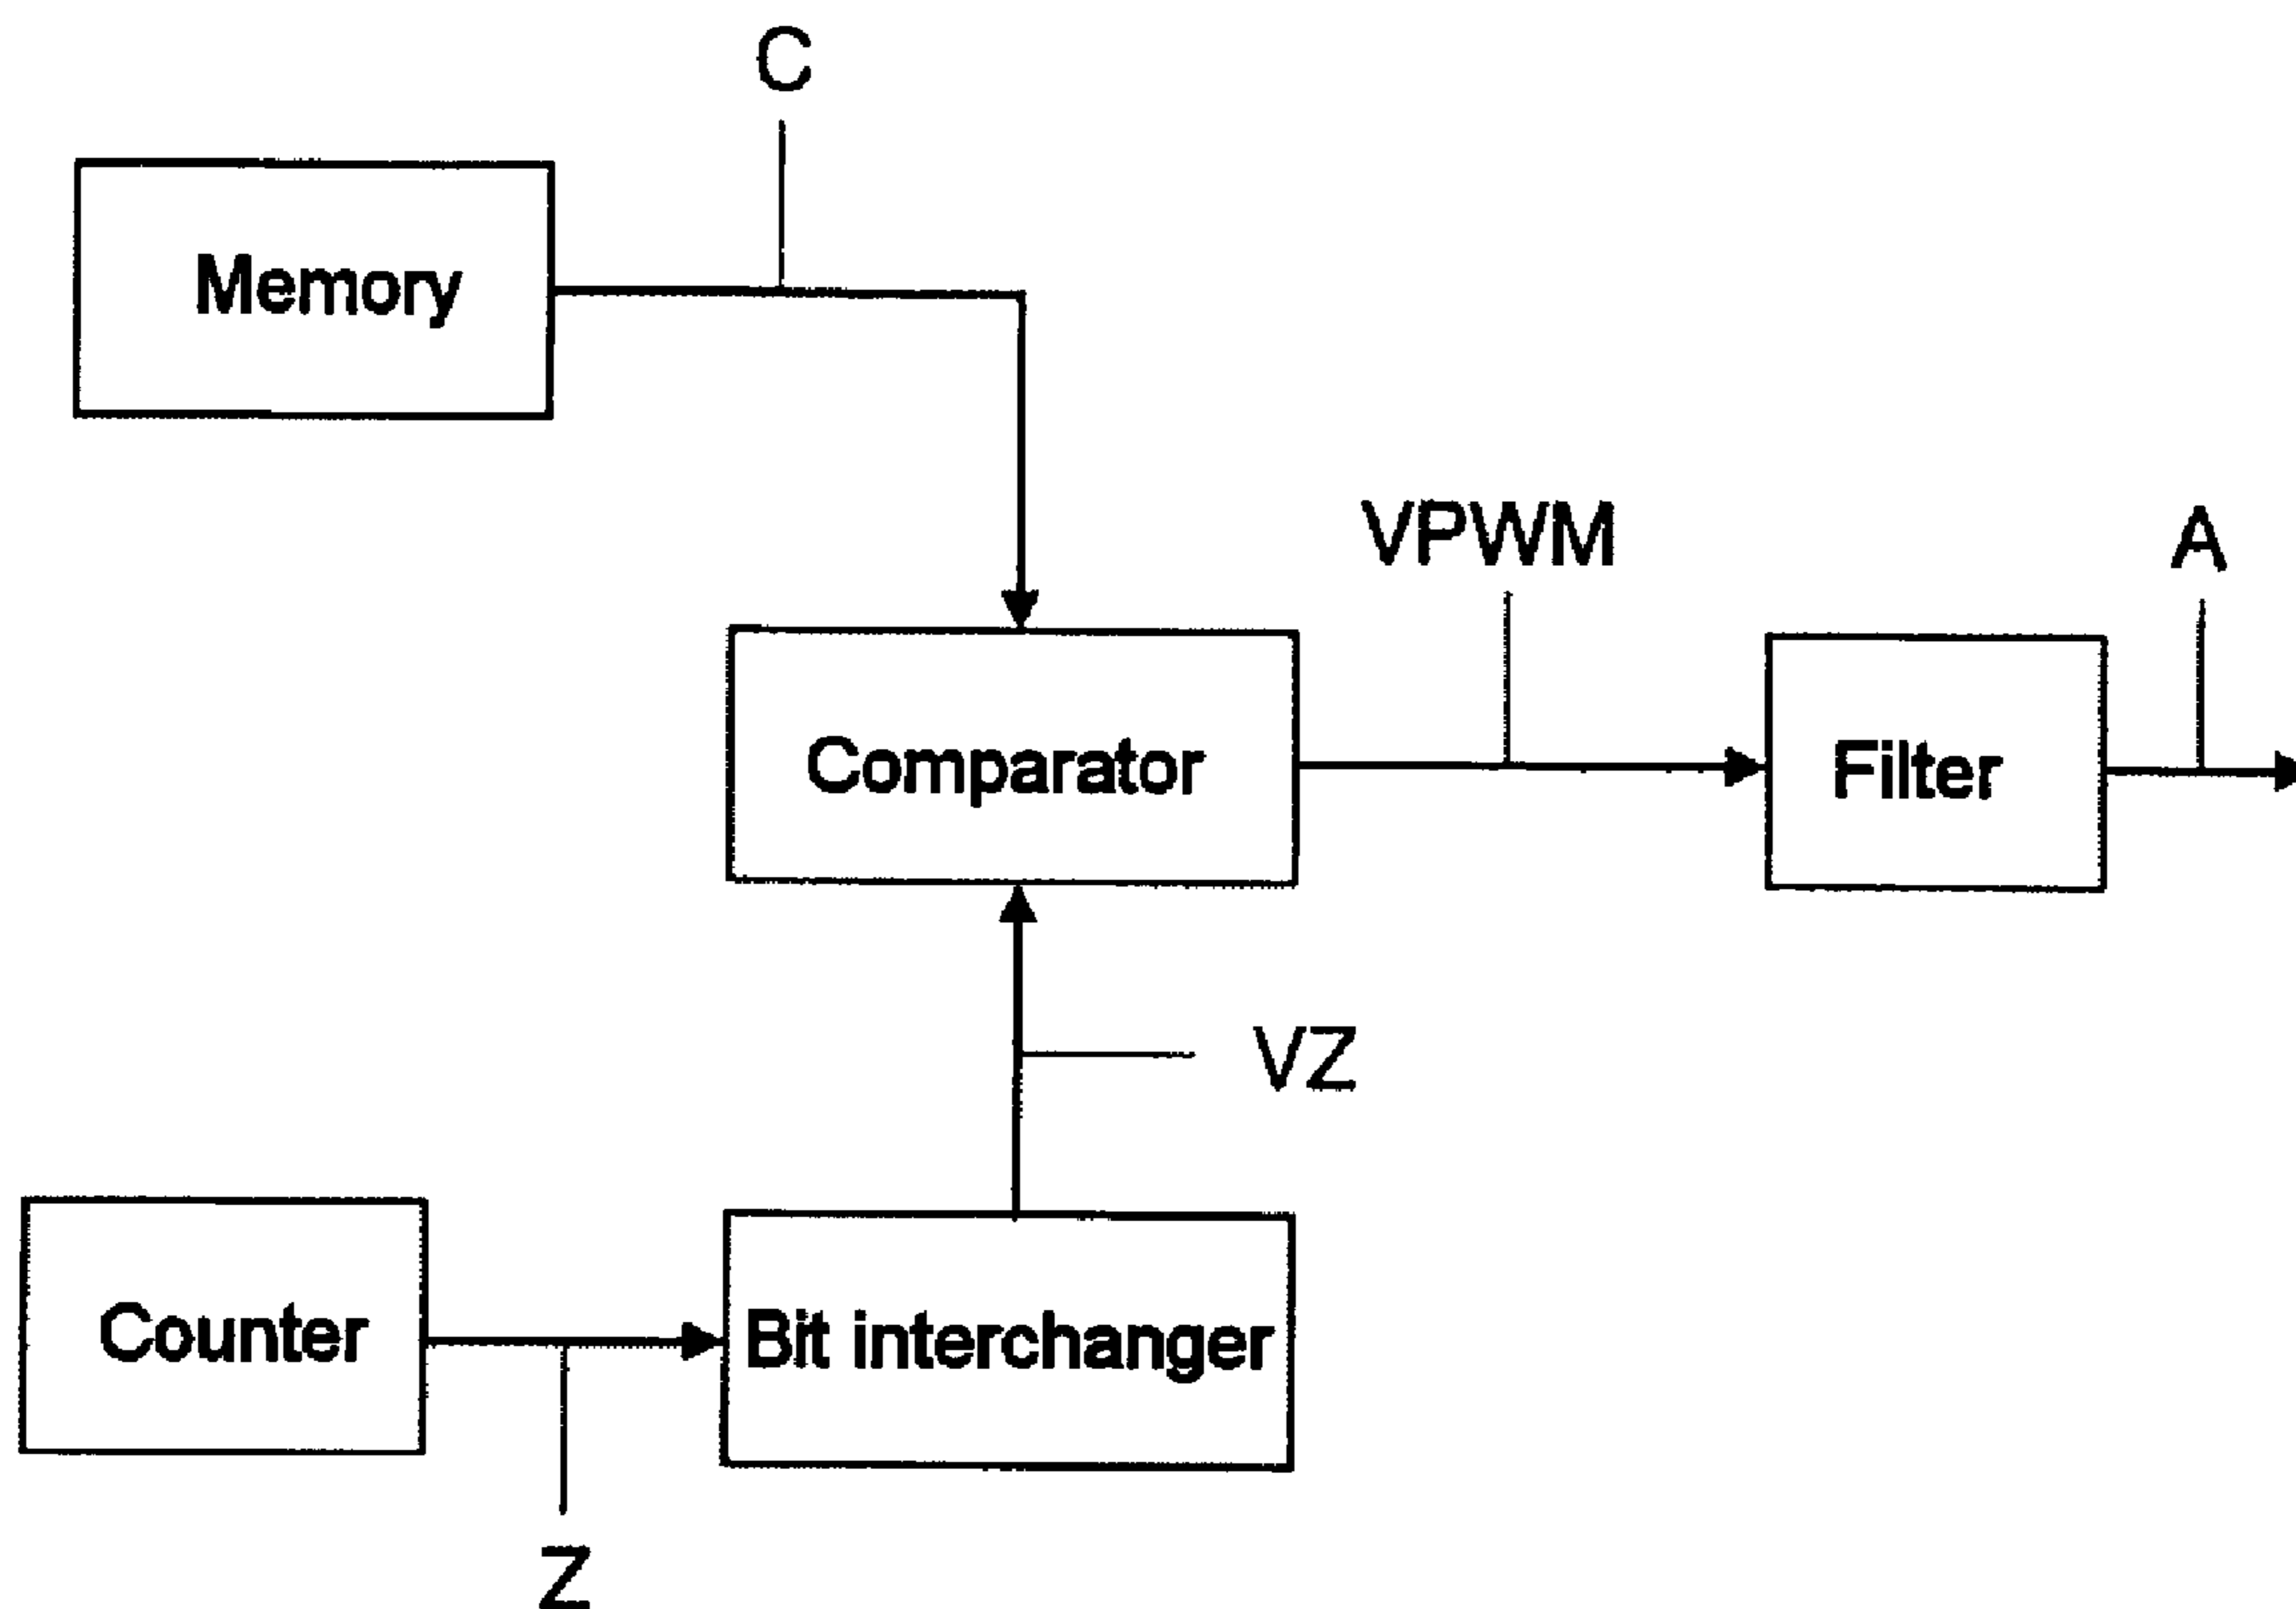 C
Memory
VPWM
A
Comparator
Filter
VZ
Counter
Bit interchanger
Z